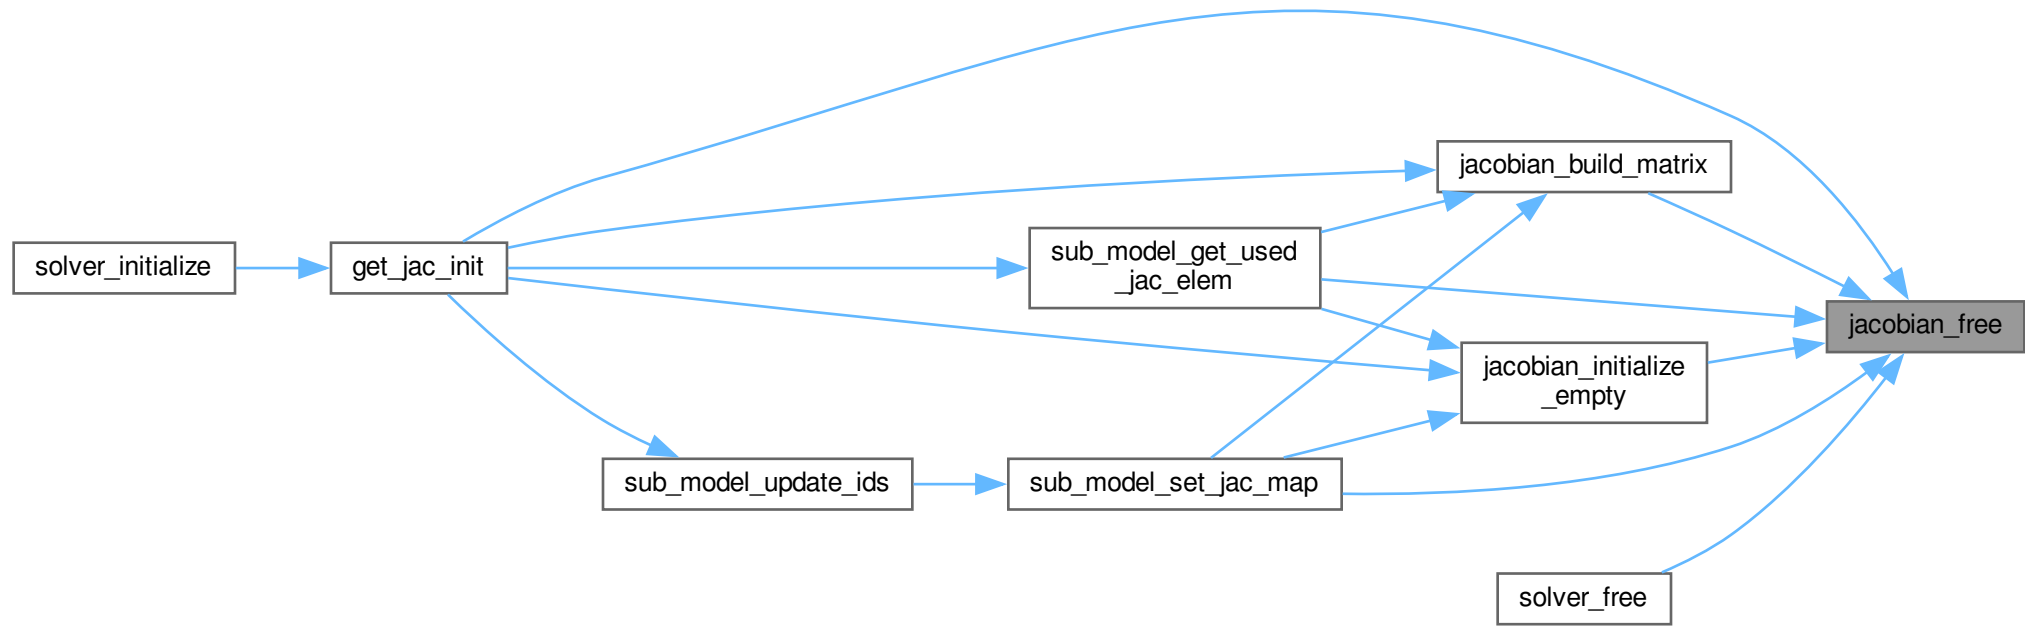 jacobian_build_matrix
solver_initialize
get_jac_init
sub_model_get_used
_jac_elem
jacobian_free
jacobian_initialize
_empty
sub_model_update_ids
sub_model_set_jac_map
solver_free